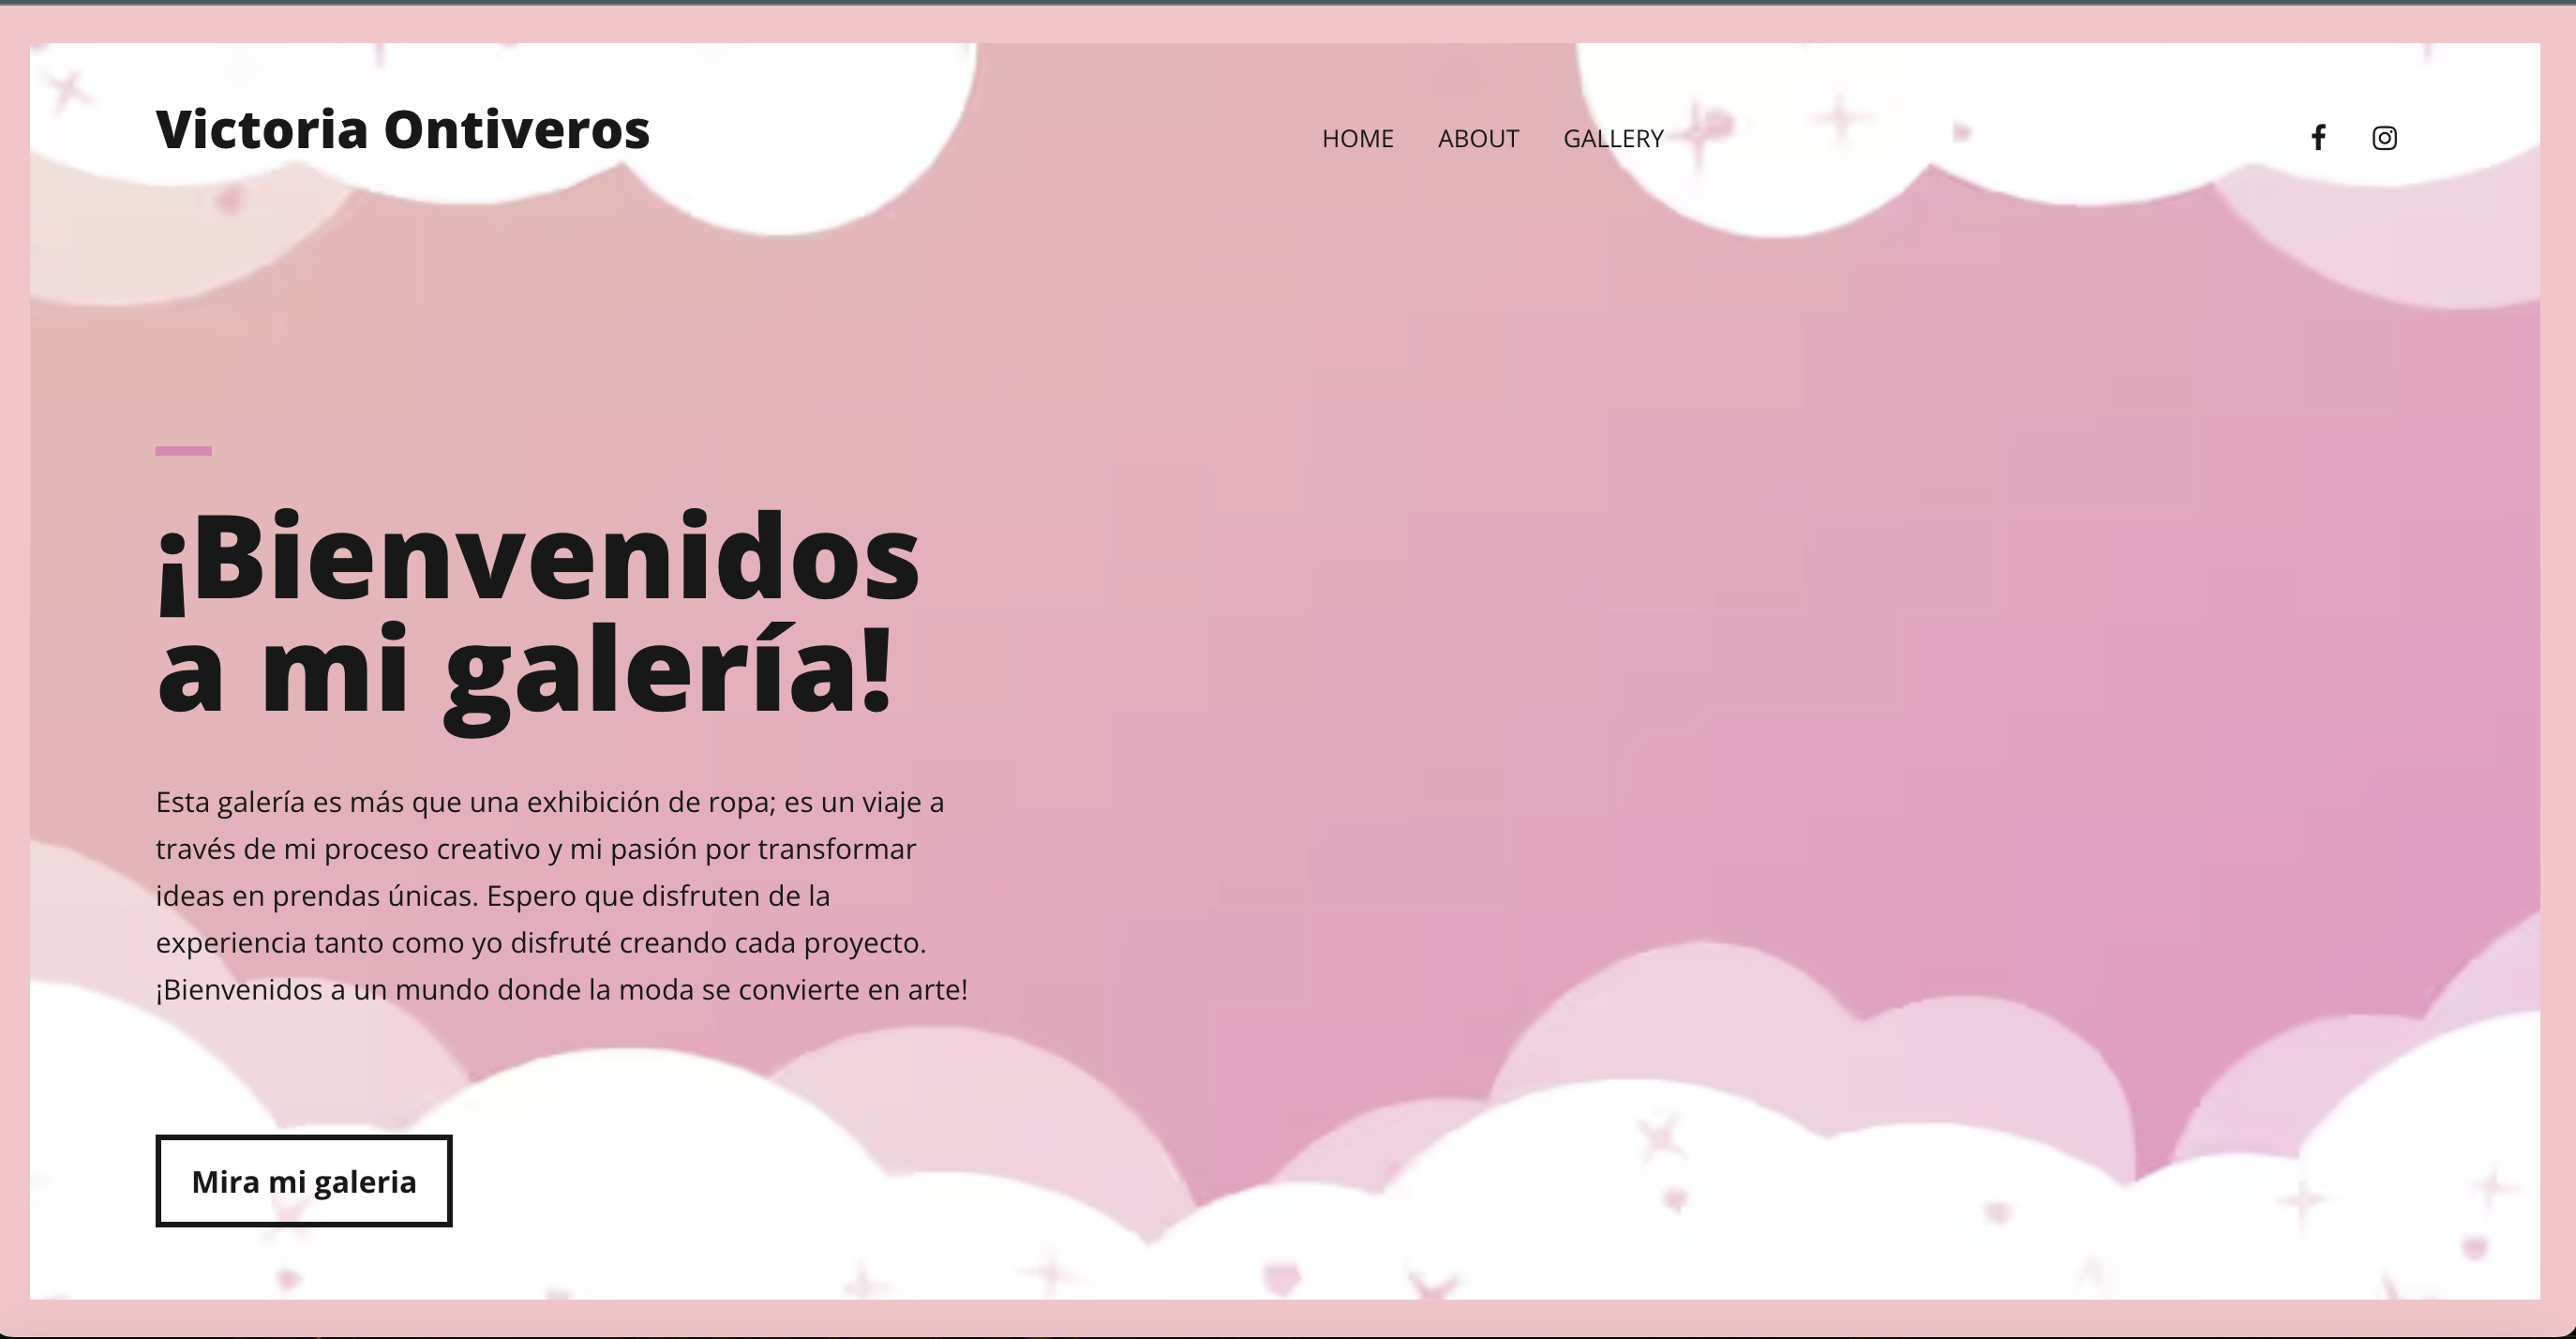 Victoria Ontiveros
HOME ABOUT GALLERY
¡Bienvenidos
a mi galería!
Esta galería es más que una exhibición de ropa; es un viaje a
través de mi proceso creativo y mi pasión por transformar
ideas en prendas únicas. Espero que disfruten de la
experiencia tanto como yo disfruté creando cada proyecto.
¡Bienvenidos a un mundo donde la moda se convierte en arte!
Mira mi galeria